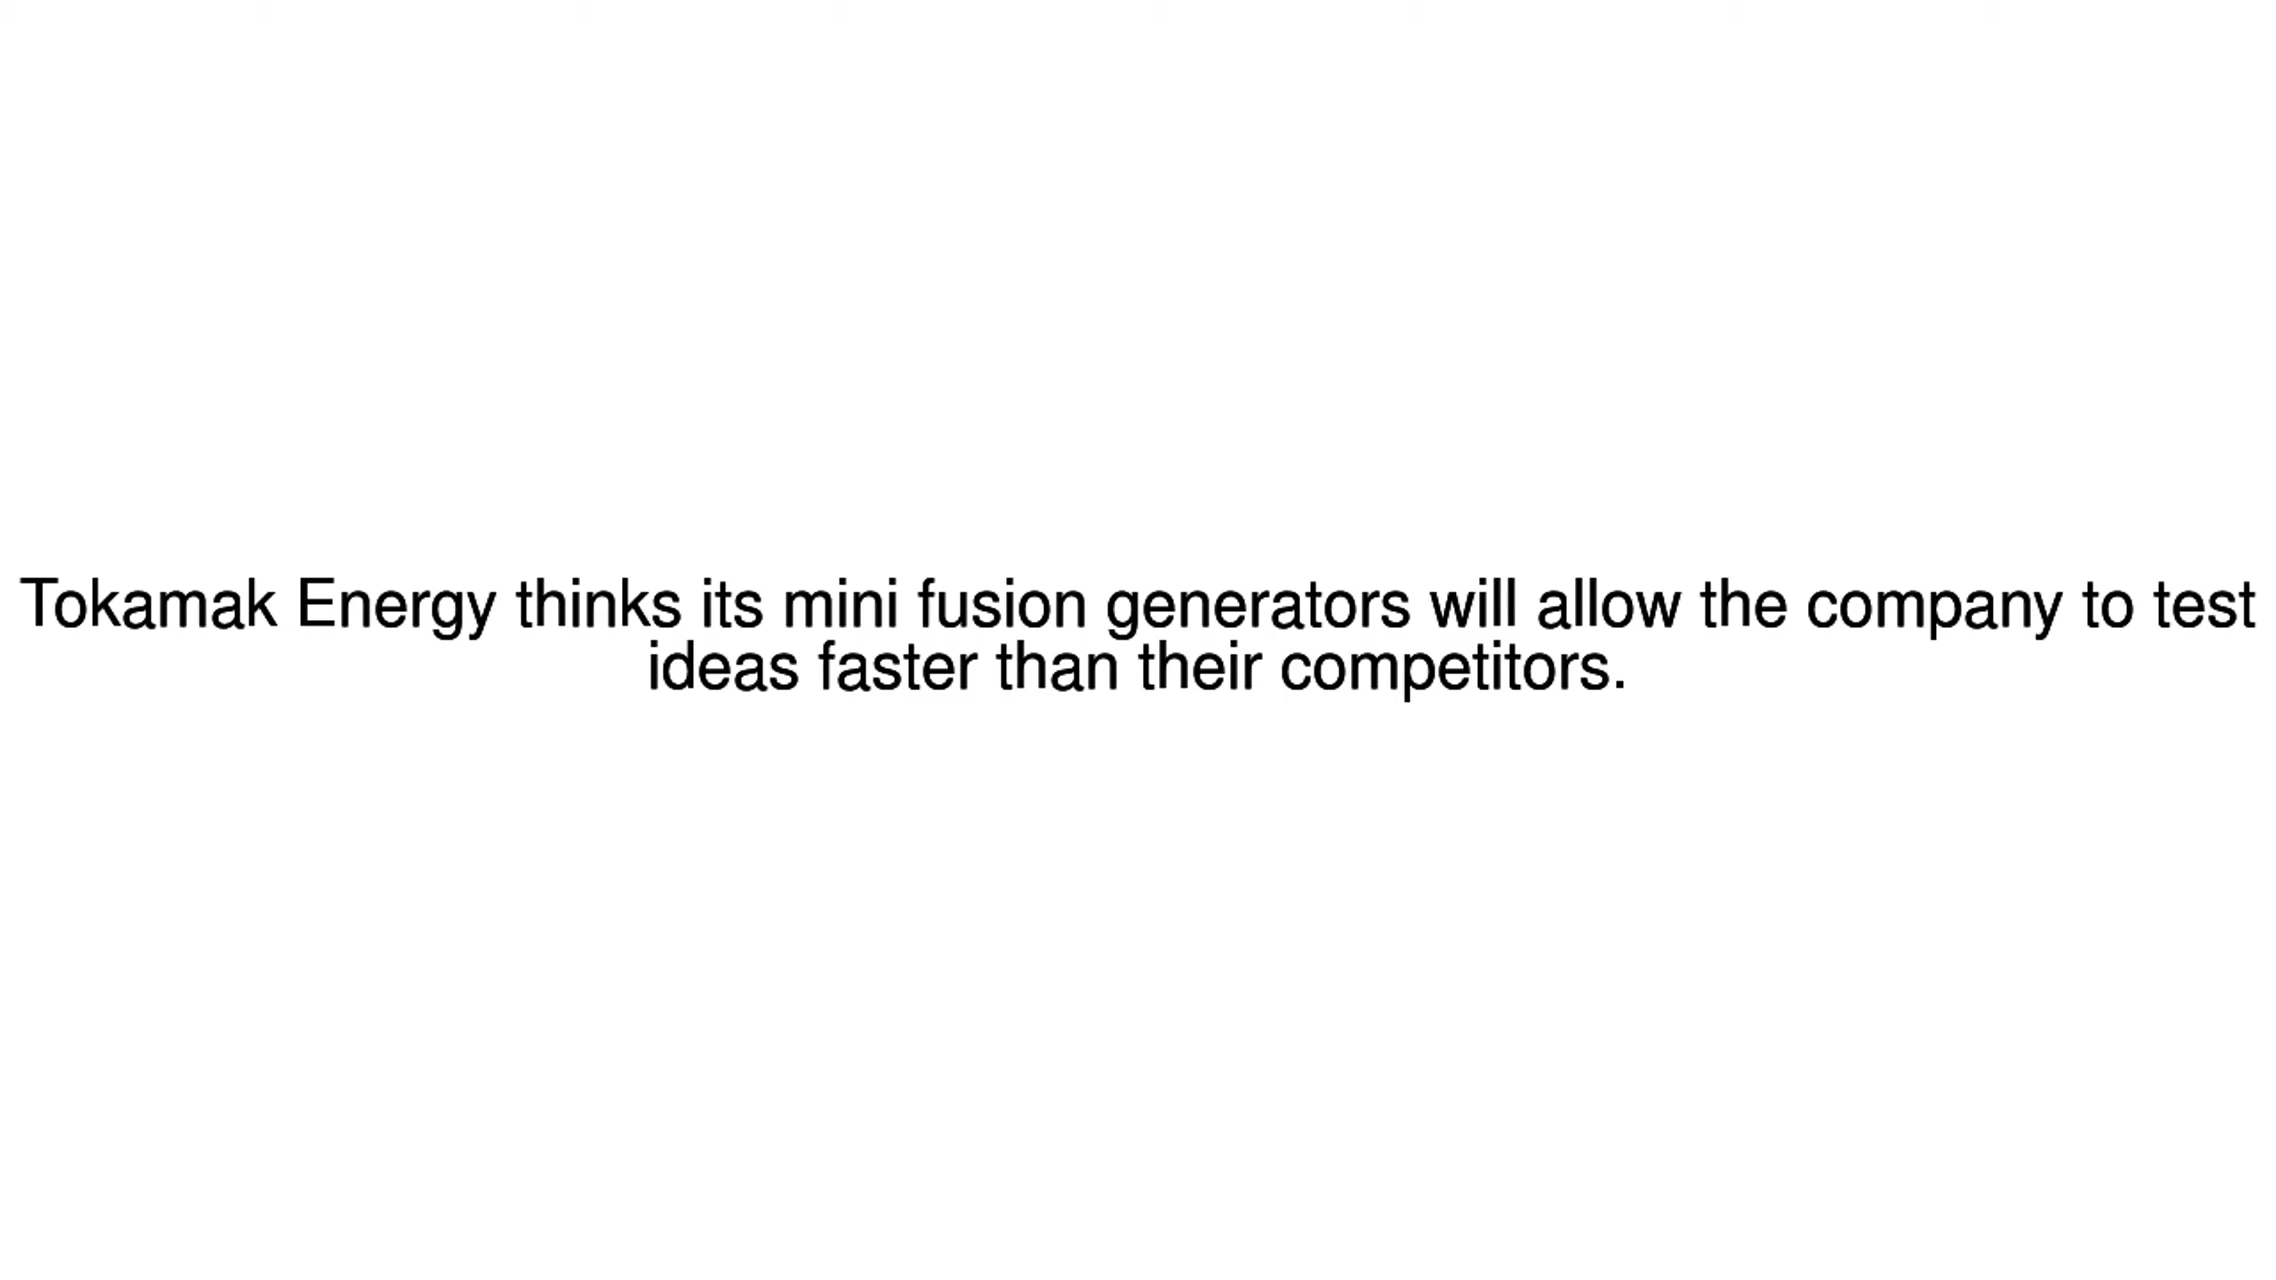 Tokamak Energy thinks its mini fusion generators will allow the company to test
ideas faster than their competitors.